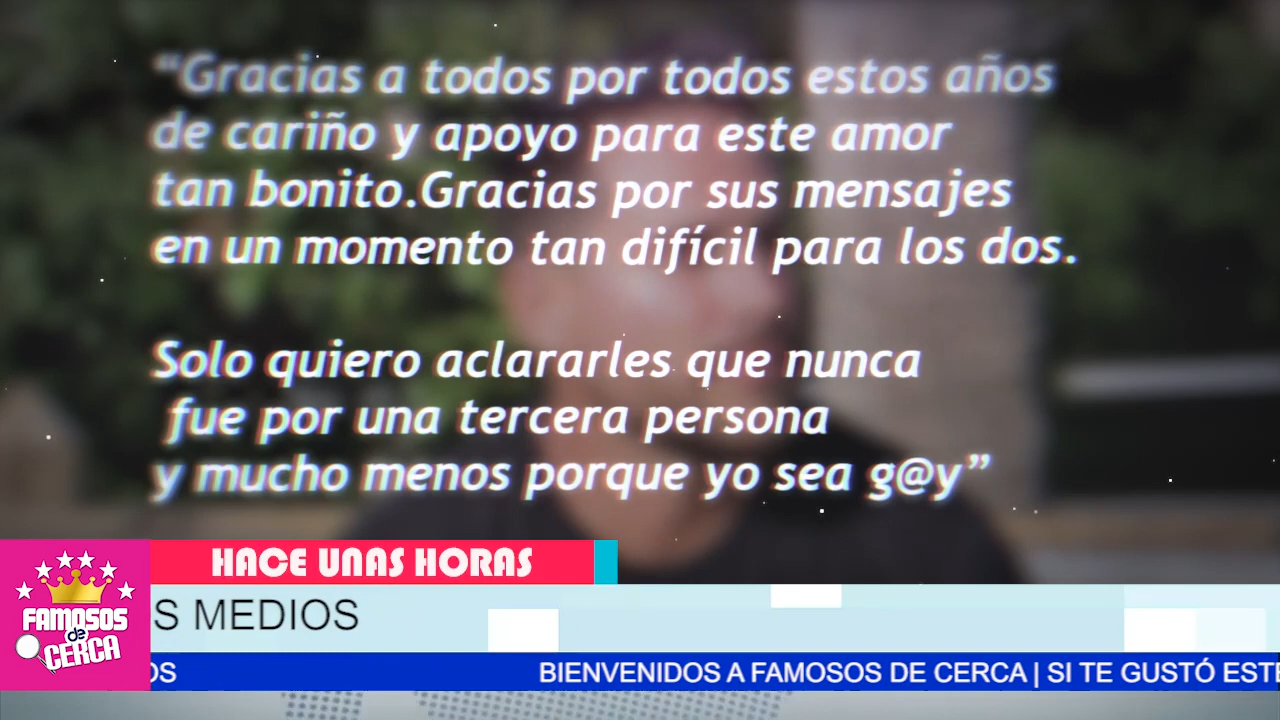 “Gracias a todos por todos estos años
de cariño y apoyo para este amor
tan bonito.Gracias por sus mensajes
en un momento tan difícil para los dos.
Solo quiero aclararles que nunca
fue por una tercera persona
y mucho menos porque yo sea g@y”
HACE UNAS HORAS
S MEDIOS
FAMOSOS
de
CERCA
OS
BIENVENIDOS A FAMOSOS DE CERCA | SI TE GUSTÓ ESTE